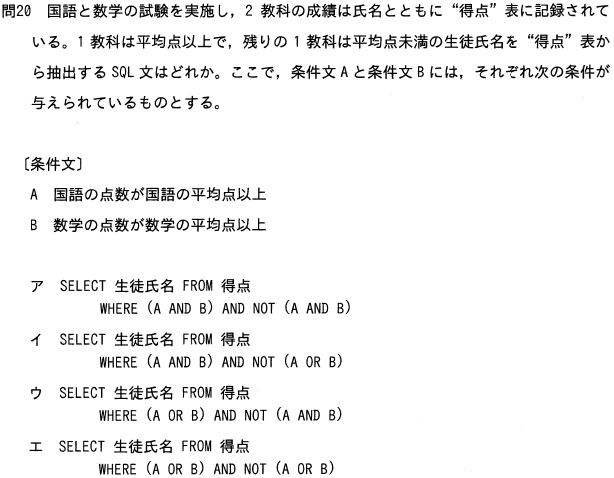 問20 国語と数学の試験を実施し，2 教科の成績は氏名とともに“得点”表に記録されて
いる。1 教科は平均点以上で，残りの 1 教科は平均点未満の生徒氏名を“得点”表か
ら抽出する SQL 文はどれか。ここで，条件文 A と条件文 B には，それぞれ次の条件が
与えられているものとする。
〔条件文〕
A 国語の点数が国語の平均点以上
B 数学の点数が数学の平均点以上
ア SELECT 生徒氏名 FROM 得点
WHERE (A AND B) AND NOT (A AND B)
イ SELECT 生徒氏名 FROM 得点
WHERE (A AND B) AND NOT (A OR B)
ウ SELECT 生徒氏名 FROM 得点
WHERE (A OR B) AND NOT (A AND B)
エ SELECT 生徒氏名 FROM 得点
WHERE (A OR B) AND NOT (A OR B)